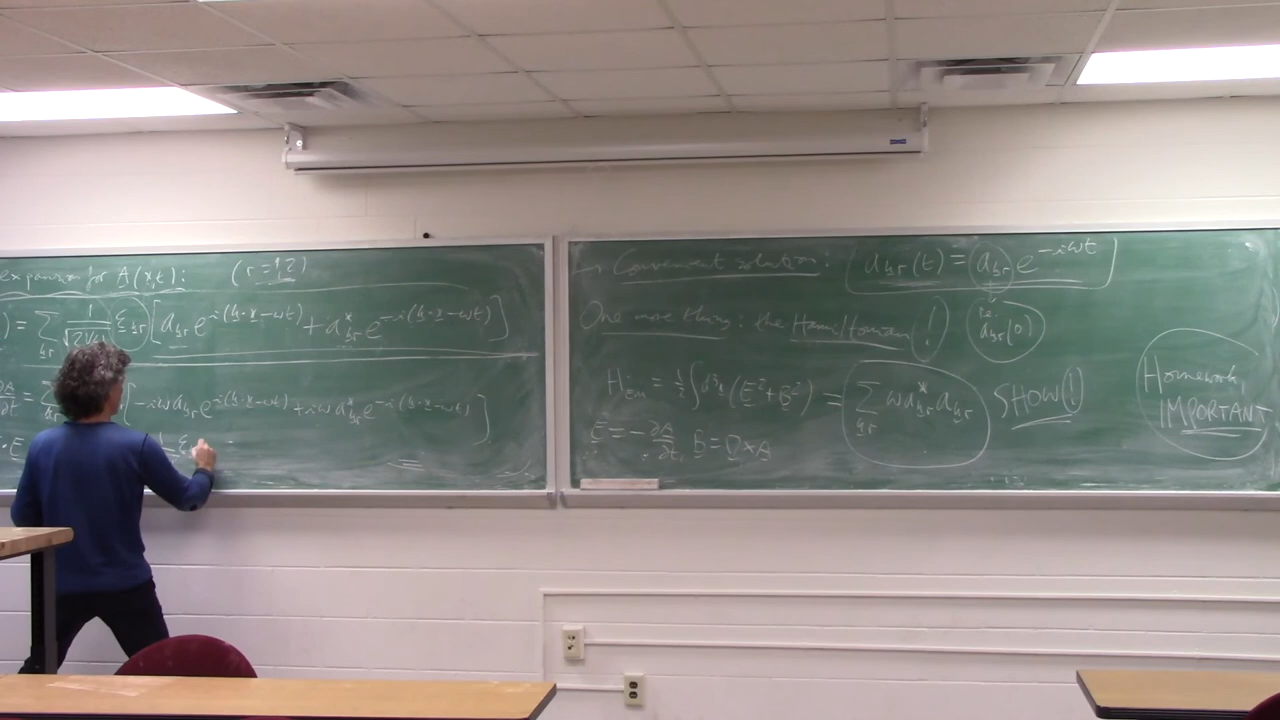 expansion for A(x,t): (r = 1,2)
) = Σ_kr 1/√(2Vω) ε_kr [a_kr e^{i(k·x−ωt)} + a*_kr e^{−i(k·x−ωt)}]
∂A/∂t = Σ [−iω a_kr e^{i(k·x−ωt)} + iω a*_kr e^{−i(k·x−ωt)}]
→ Convenient solution: a_kr(t) = a_kr e^{−iωt}
i.e. a_kr(0)
One more thing: the Hamiltonian!
H_em = 1/2 ∫d³x (E² + B²) = Σ_kr ω a*_kr a_kr SHOW!
E = −∂A/∂t, B = ∇×A
Homework,
IMPORTANT